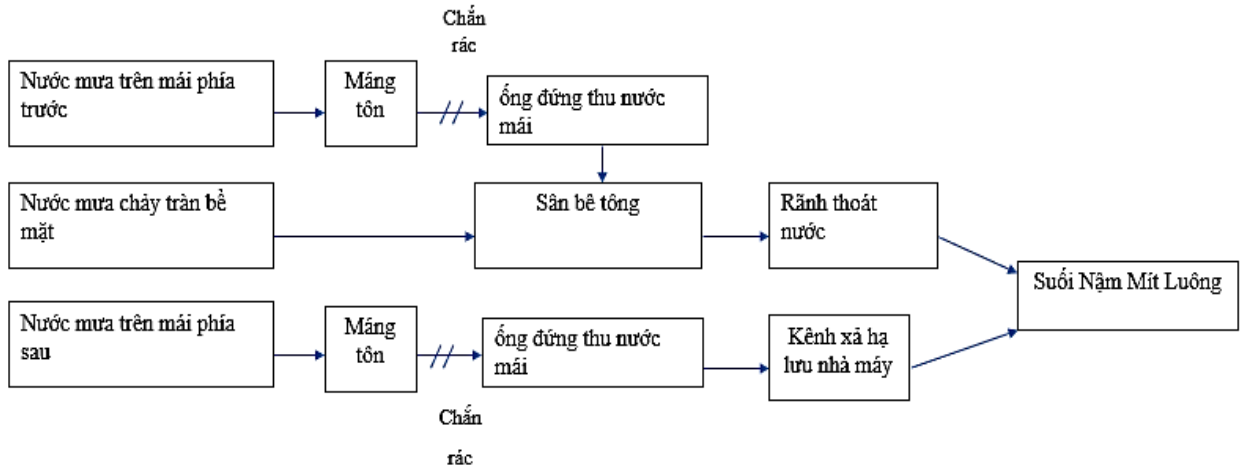 Chắn
rác
Nước mưa trên mái phía
trước
Máng
tôn
ống đứng thu nước
mái
Nước mưa chảy tràn bề
mặt
Sân bê tông
Rãnh thoát
nước
Suối Nậm Mít Luông
Nước mưa trên mái phía
sau
Máng
tôn
ống đứng thu nước
mái
Kênh xả hạ
lưu nhà máy
Chắn
rác